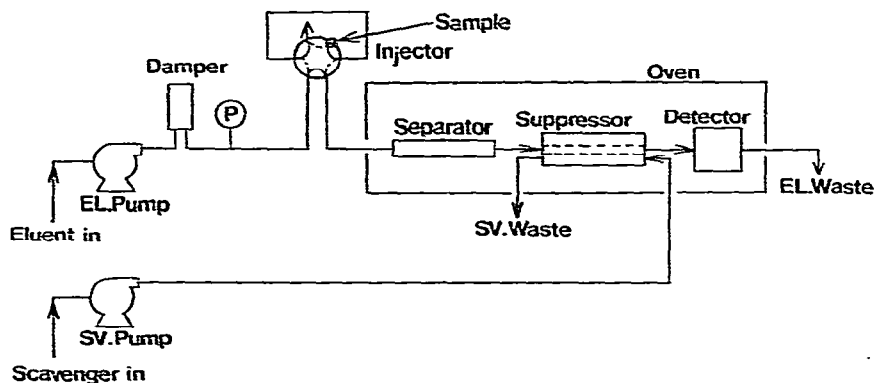 Sample
Injector
Damper
P
Oven
Separator
Suppressor
Detector
EL.Pump
EL.Waste
Eluent in
SV.Waste
SV.Pump
Scavenger in